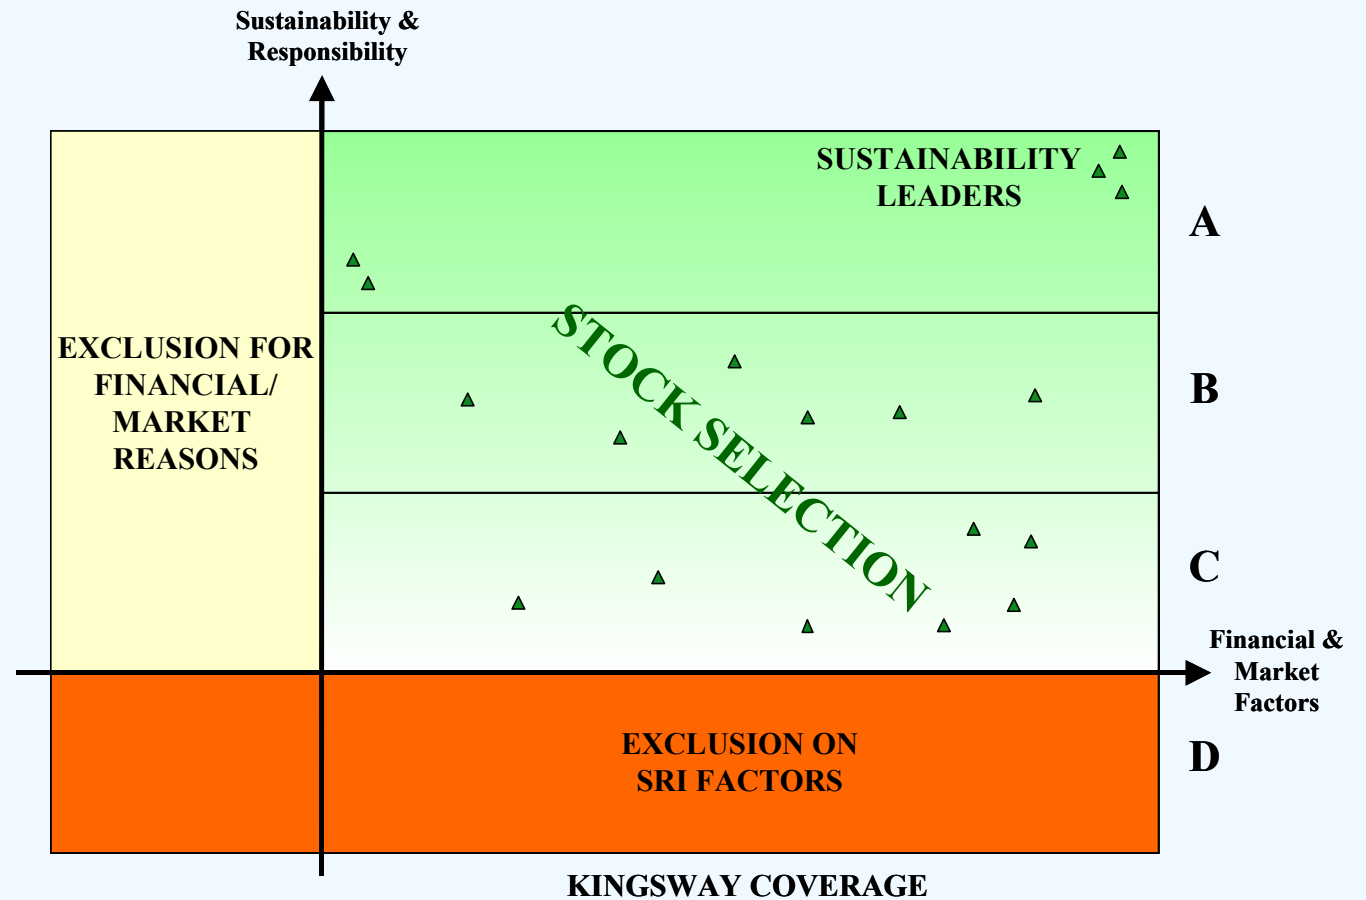 Sustainability &
Responsibility
SUSTAINABILITY
LEADERS
A
EXCLUSION FOR
FINANCIAL/
MARKET
REASONS
STOCK SELECTION
B
C
Financial &
Market
Factors
EXCLUSION ON
SRI FACTORS
D
KINGSWAY COVERAGE